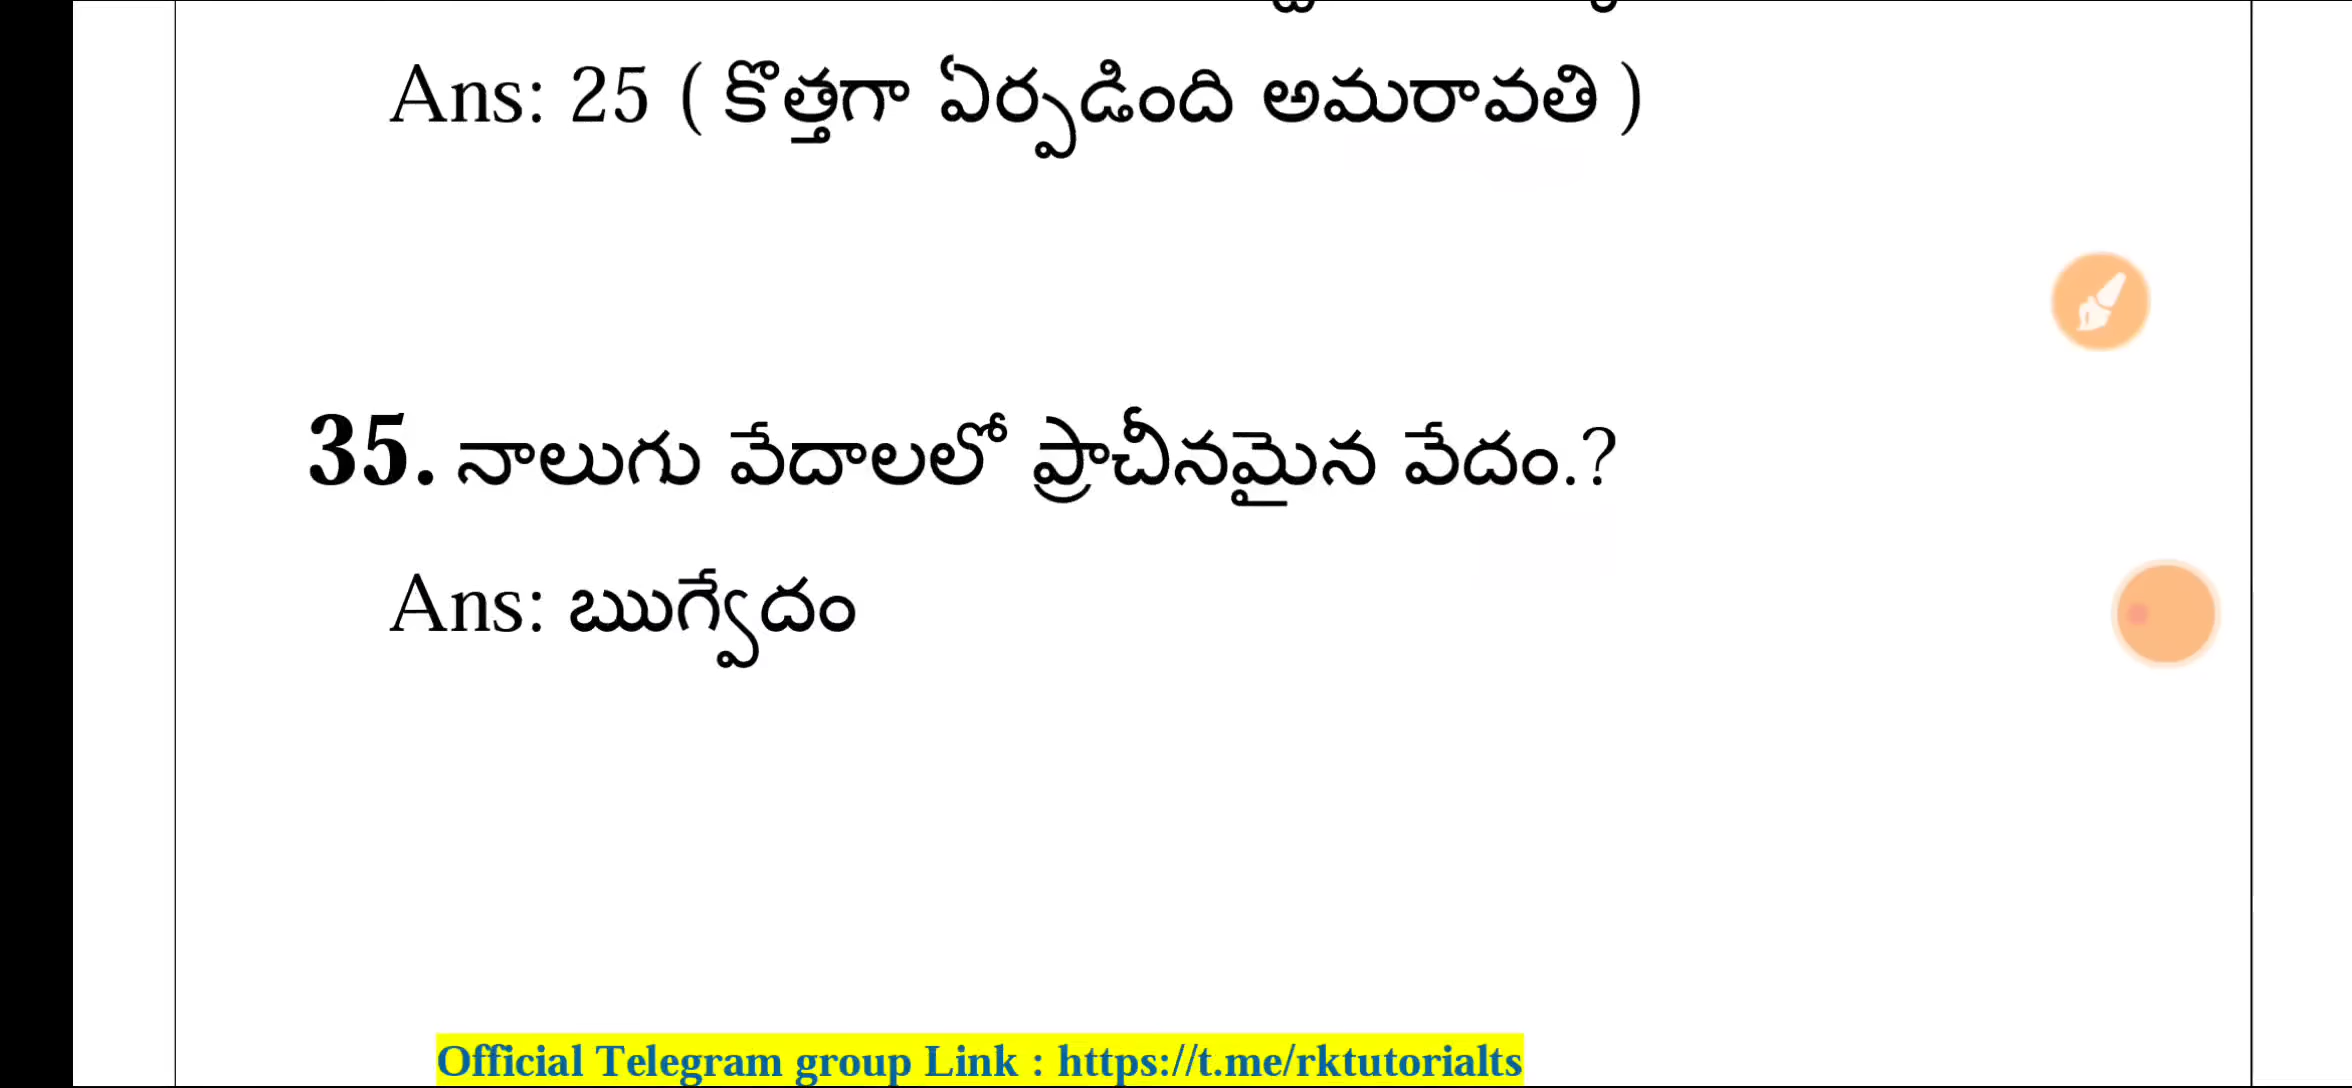 Ans: 25 ( కొత్తగా ఏర్పడింది అమరావతి )
35. నాలుగు వేదాలలో ప్రాచీనమైన వేదం.?
Ans: ఋగ్వేదం
Official Telegram group Link : https://t.me/rktutorialts